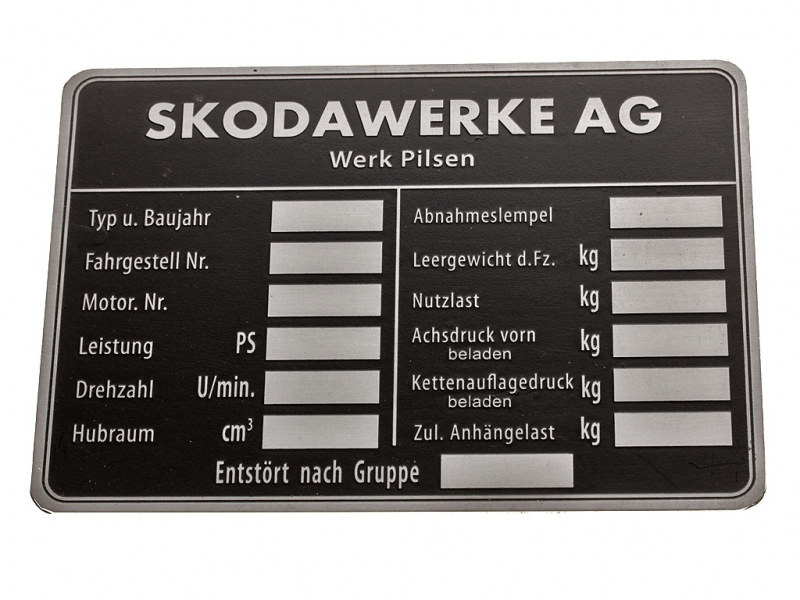 SKODAWERKE AG
Werk Pilsen
Typ u. Baujahr
Fahrgestell Nr.
Motor. Nr.
Leistung PS
Drehzahl U/min.
Hubraum cm³
Abnahmeslempel
Leergewicht d.Fz. kg
Nutzlast kg
Achsdruck vorn kg
beladen
Kettenauflagedruck kg
beladen
Zul. Anhängelast kg
Entstört nach Gruppe